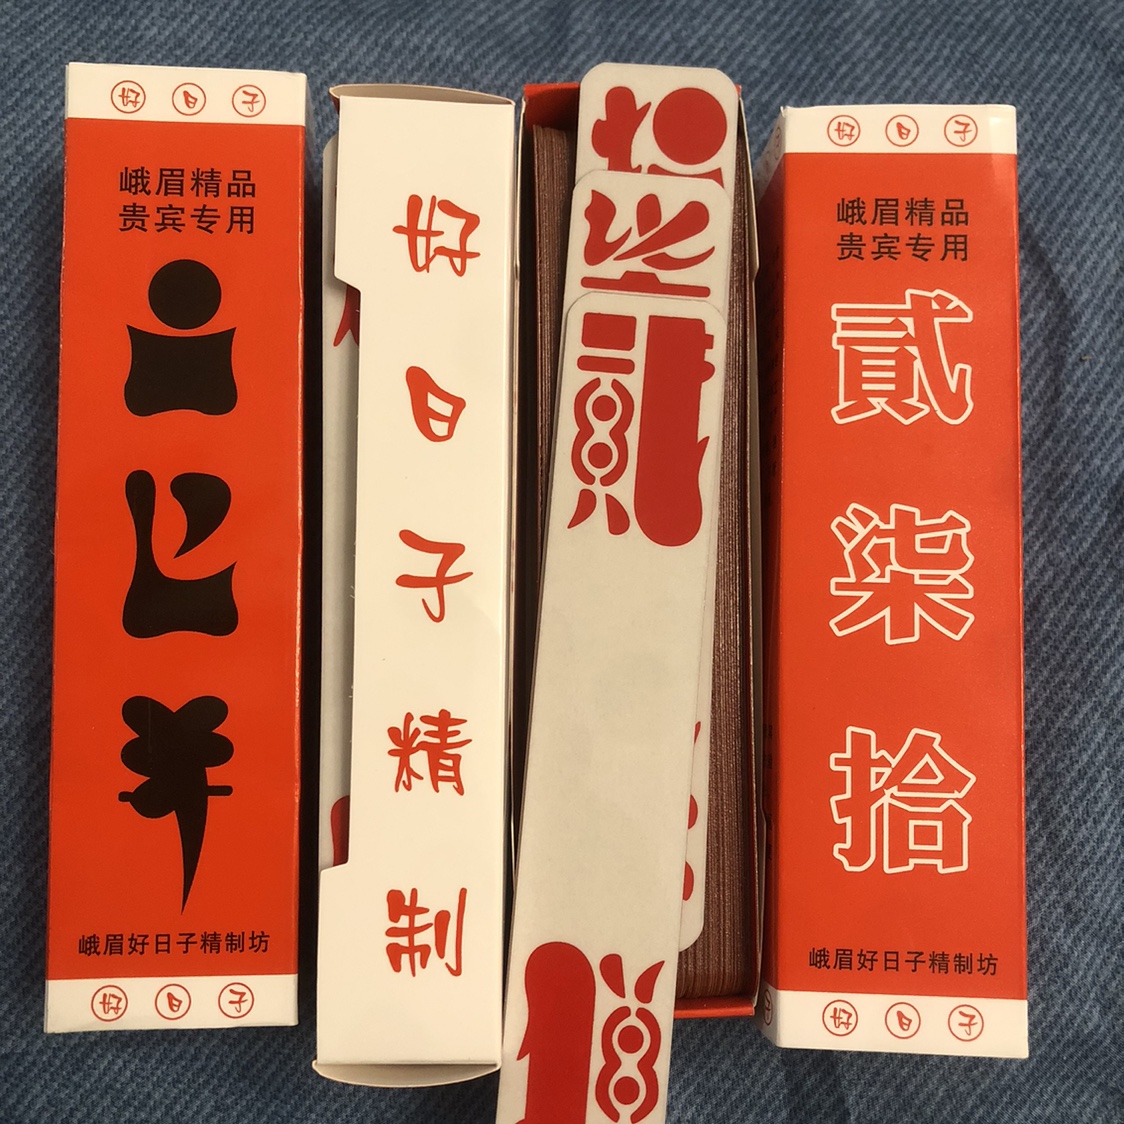 好 日 子
峨眉精品
贵宾专用
峨眉好日子精制坊
好 日 子
好日子精制
好 日 子
峨眉精品
贵宾专用
貳柒拾
峨眉好日子精制坊
好 日 子